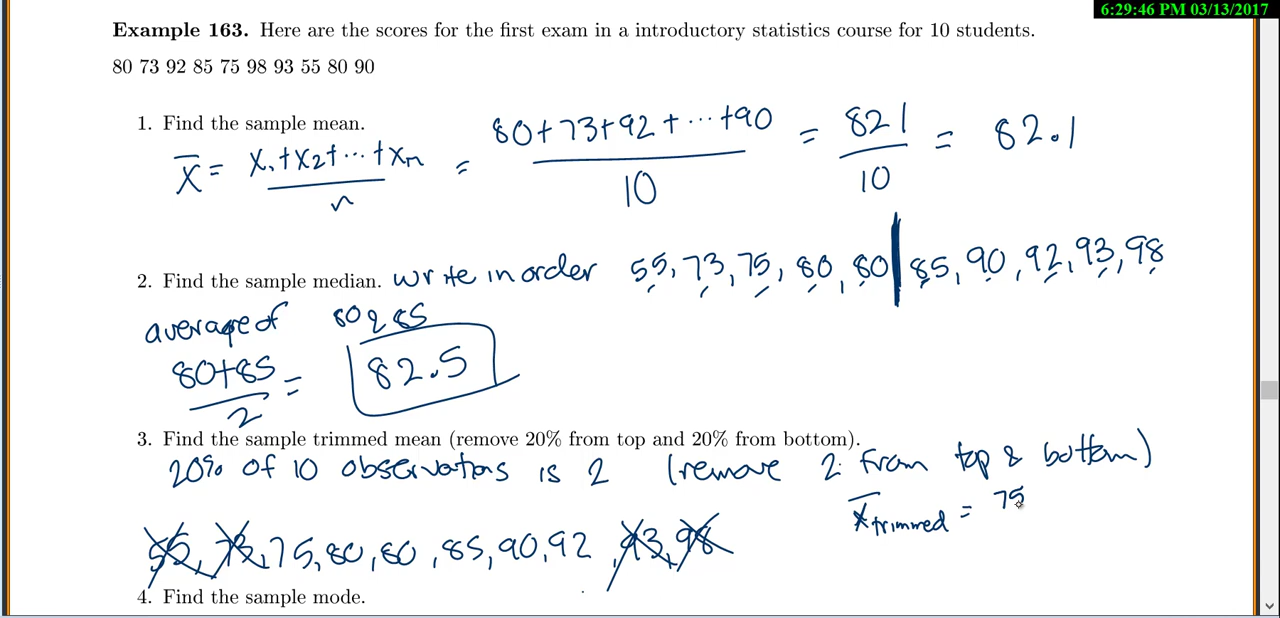 6:29:46 PM 03/13/2017
Example 163. Here are the scores for the first exam in a introductory statistics course for 10 students.
80 73 92 85 75 98 93 55 80 90
1. Find the sample mean.
x̄ = x₁+x₂+⋯+xₙ / n = 80+73+92+⋯+90 / 10 = 821 / 10 = 82.1
2. Find the sample median. write in order 55, 73, 75, 80, 80 | 85, 90, 92, 93, 98
average of 80 & 85
80+85 / 2 = 82.5
3. Find the sample trimmed mean (remove 20% from top and 20% from bottom).
20% of 10 observations is 2 (remove 2 from top & bottom)
x̄ trimmed = 75
55, 73, 75, 80, 80, 85, 90, 92, 93, 98
4. Find the sample mode.